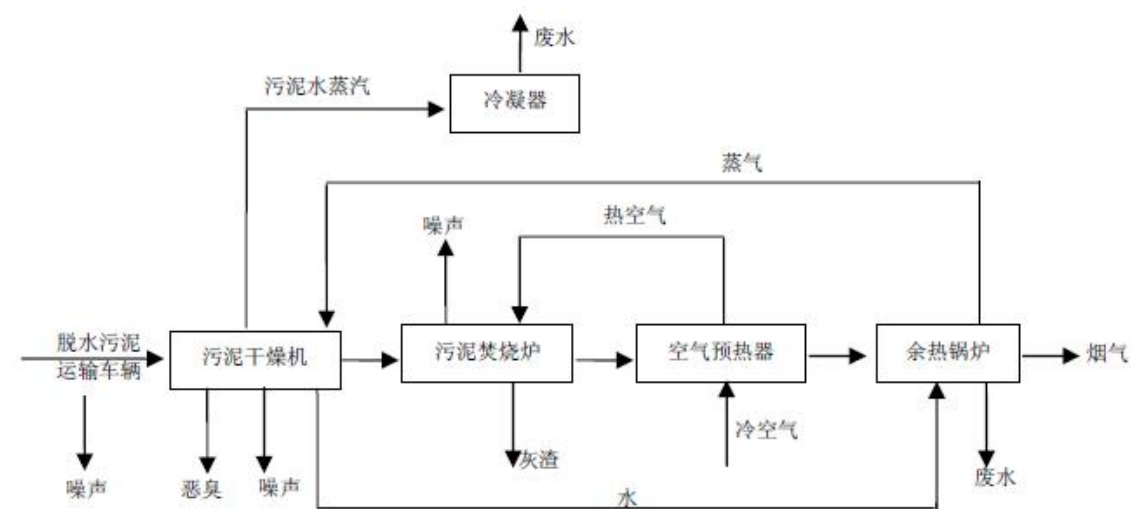 废水
污泥水蒸汽
冷凝器
蒸气
热空气
噪声
脱水污泥
运输车辆
污泥干燥机
污泥焚烧炉
空气预热器
余热锅炉
烟气
冷空气
灰渣
废水
噪声
恶臭
噪声
水